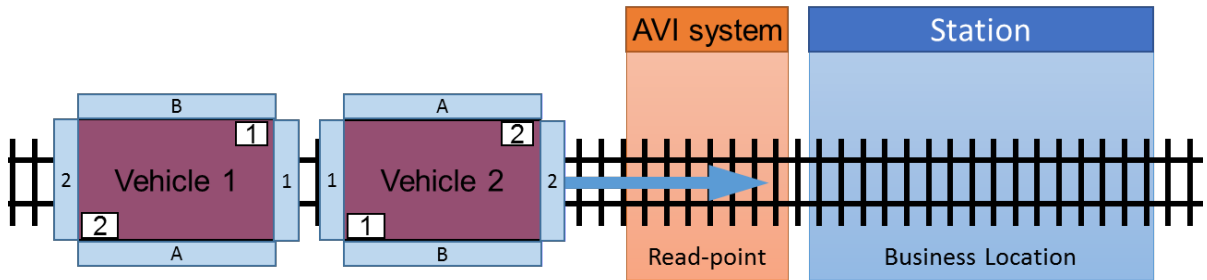 AVI system
Station
B
A
1
2
2
Vehicle 1
1
1
Vehicle 2
2
2
1
A
B
Read-point
Business Location